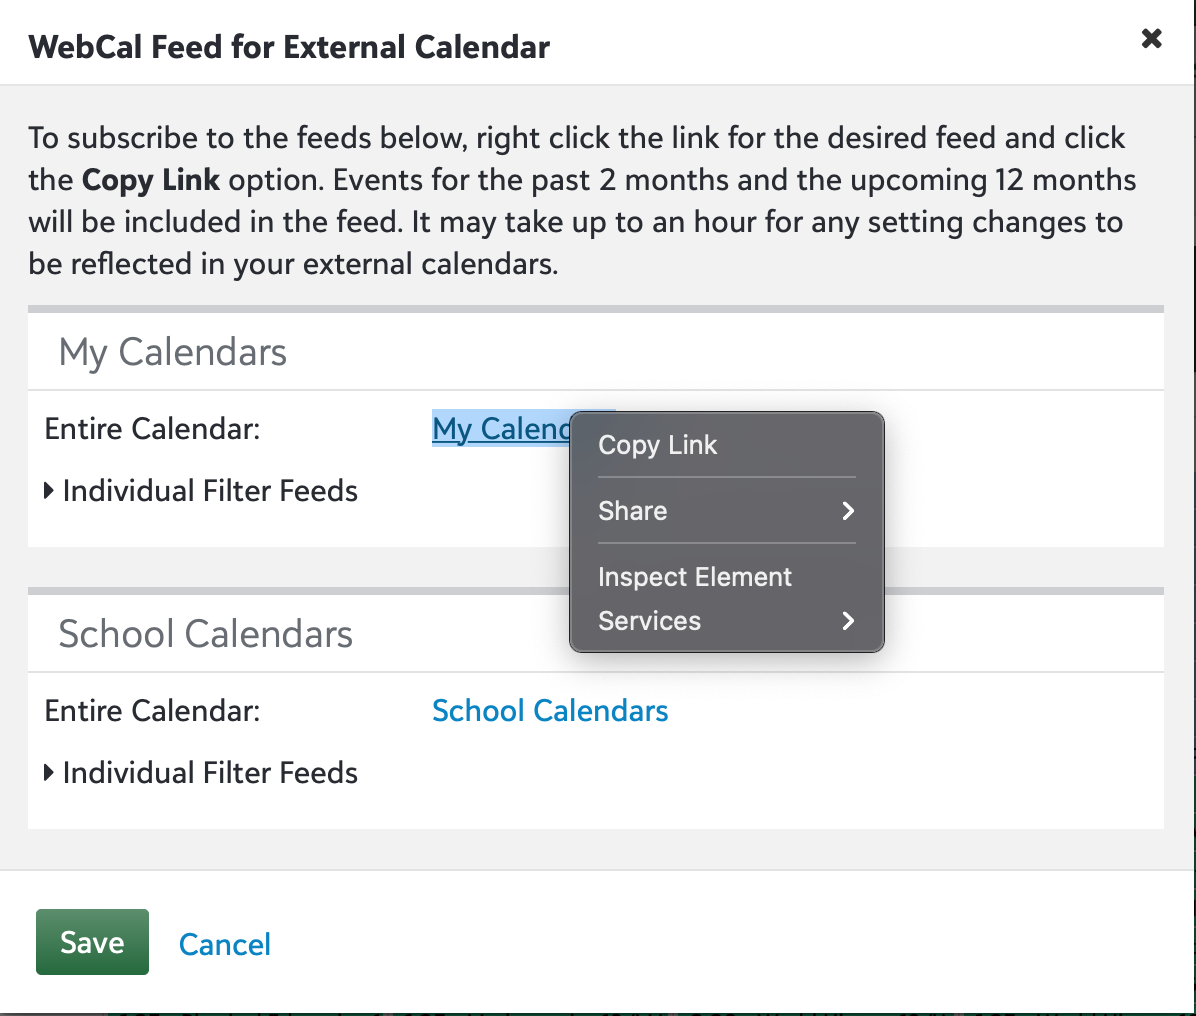 WebCal Feed for External Calendar
To subscribe to the feeds below, right click the link for the desired feed and click
the Copy Link option. Events for the past 2 months and the upcoming 12 months
will be included in the feed. It may take up to an hour for any setting changes to
be reflected in your external calendars.
My Calendars
Entire Calendar: My Calend
Copy Link
Individual Filter Feeds
Share
Inspect Element
Services
School Calendars
Entire Calendar: School Calendars
Individual Filter Feeds
Save Cancel